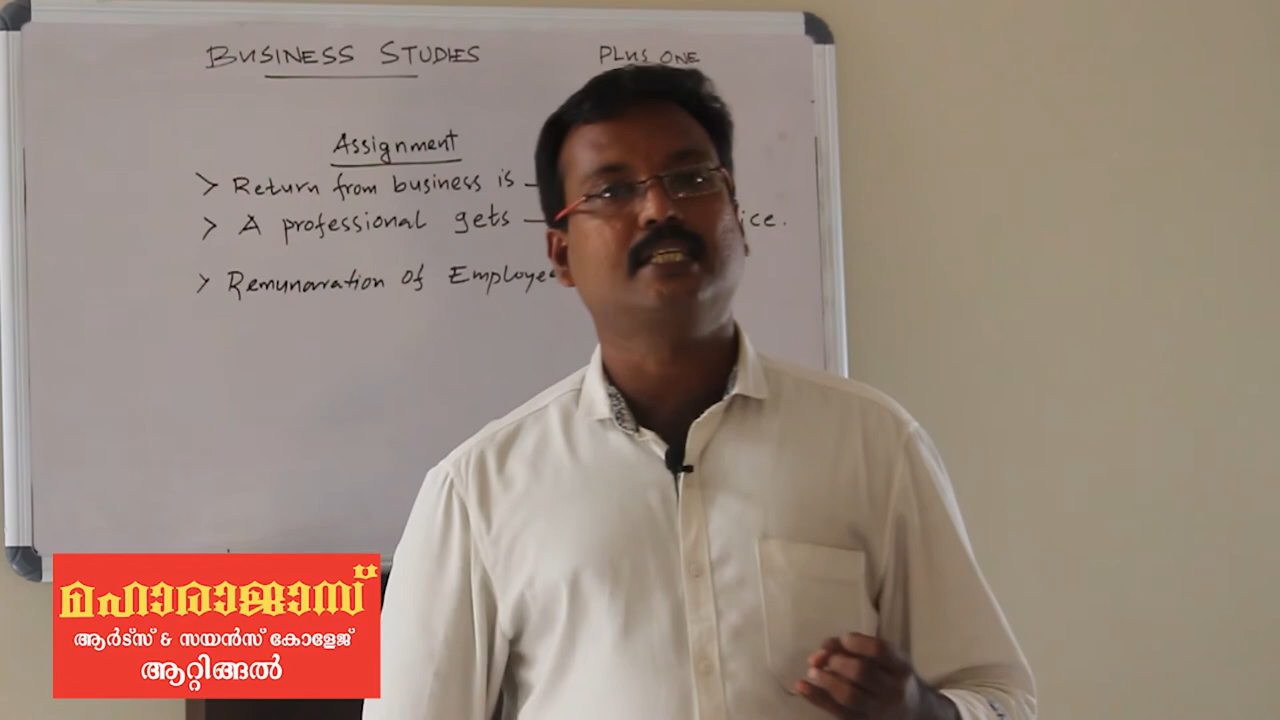 BUSINESS STUDIES PLUS ONE
Assignment
> Return from business is _
> A professional gets _ ice.
> Remunaration of Employee
മഹാരാജാസ്
ആർട്സ് & സയൻസ് കോളേജ്
ആറ്റിങ്ങൽ